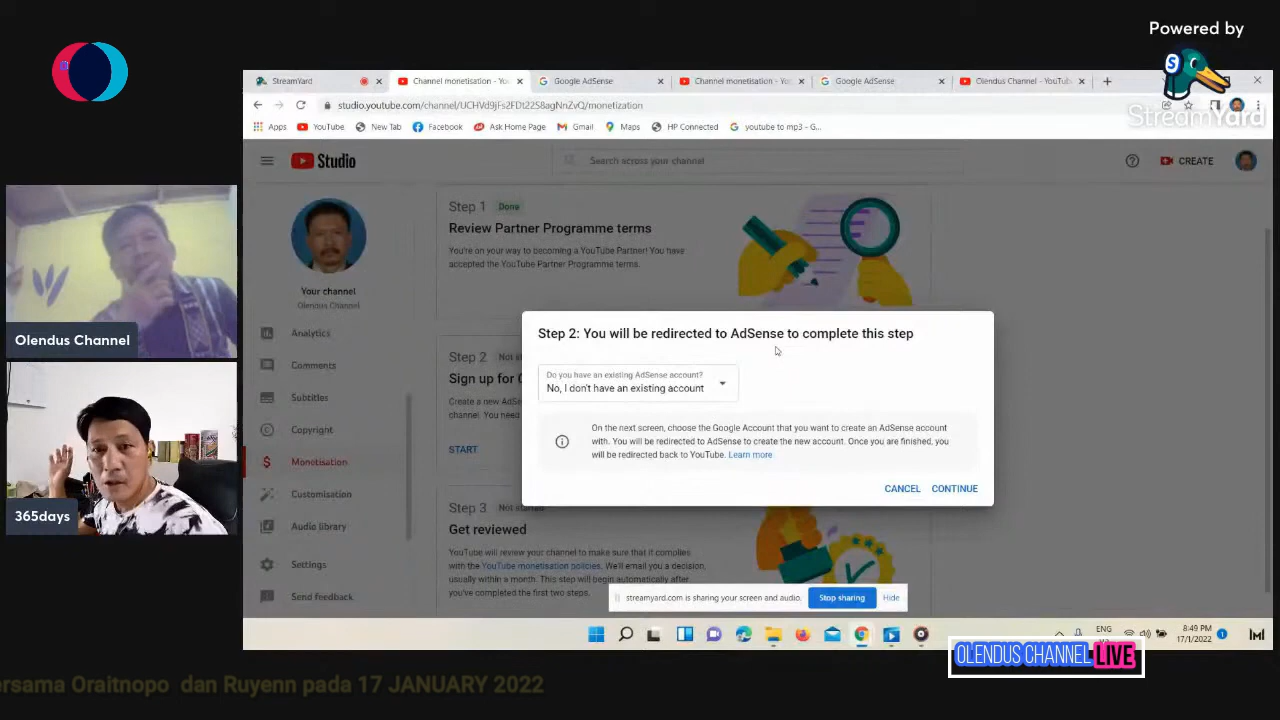 Powered by
StreamYard
StreamYard
Channel monetisation - Yo
Google AdSense
Channel monetisation - Yo
Google AdSense
Olendus Channel - YouTub
studio.youtube.com/channel/UCHVd9jFs2FDt22S8agNnZvQ/monetization
Apps
YouTube
New Tab
Facebook
Ask Home Page
Gmail
Maps
HP Connected
youtube to mp3 - G...
Studio
Search across your channel
CREATE
Your channel
Olendus Channel
Analytics
Comments
Subtitles
Copyright
Monetisation
Customisation
Audio library
Settings
Send feedback
Step 1
Done
Review Partner Programme terms
You're on your way to becoming a YouTube Partner! You have
accepted the YouTube Partner Programme terms.
Step 2
Not st
Sign up for
Create a new Ad
channel. You need
START
Step 2: You will be redirected to AdSense to complete this step
Do you have an existing AdSense account?
No, I don't have an existing account
On the next screen, choose the Google Account that you want to create an AdSense account
with. You will be redirected to AdSense to create the new account. Once you are finished, you
will be redirected back to YouTube. Learn more
CANCEL
CONTINUE
Step 3
Get reviewed
YouTube will review your channel to make sure that it complies
with the YouTube monetisation policies. We'll email you a decision,
usually within a month. This step will begin automatically after
you've completed the first two steps.
streamyard.com is sharing your screen and audio.
Stop sharing
Hide
ENG
8:49 PM
17/1/2022
Olendus Channel
365days
OLENDUS CHANNEL LIVE
ersama Oraitnopo dan Ruyenn pada 17 JANUARY 2022